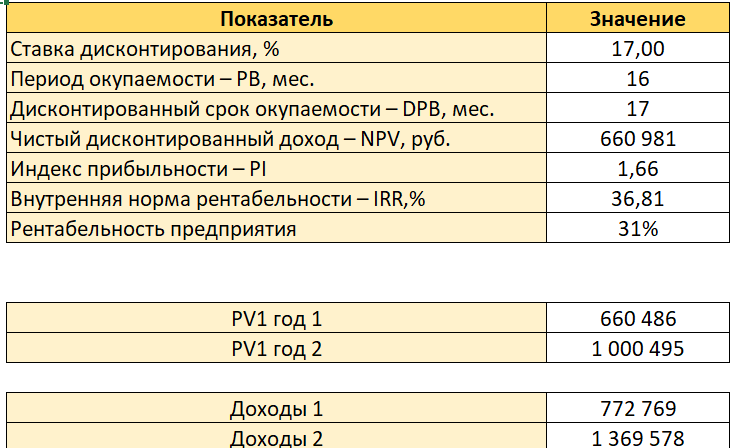 Показатель Значение
Ставка дисконтирования, % 17,00
Период окупаемости – PB, мес. 16
Дисконтированный срок окупаемости – DPB, мес. 17
Чистый дисконтированный доход – NPV, руб. 660 981
Индекс прибыльности – PI 1,66
Внутренняя норма рентабельности – IRR,% 36,81
Рентабельность предприятия 31%
PV1 год 1 660 486
PV1 год 2 1 000 495
Доходы 1 772 769
Доходы 2 1 369 578